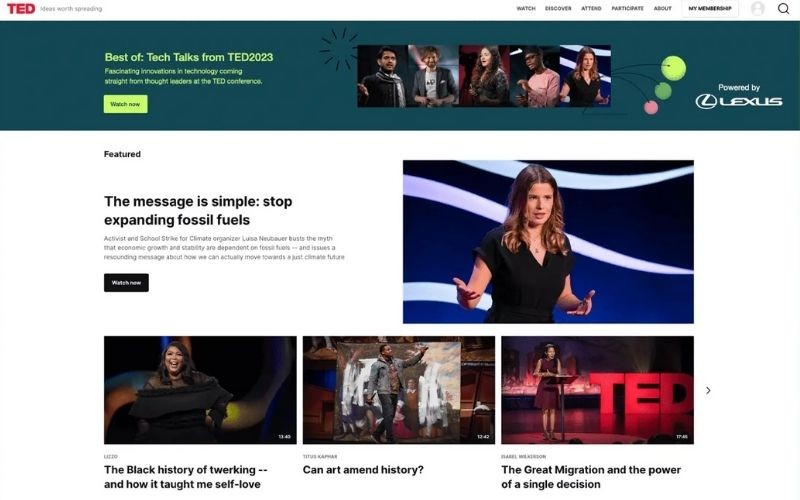 TED Ideas worth spreading
WATCH DISCOVER ATTEND PARTICIPATE ABOUT MY MEMBERSHIP
Best of: Tech Talks from TED2023
Fascinating innovations in technology coming
straight from thought leaders at the TED conference.
Watch now
Powered by
LEXUS
Featured
The message is simple: stop
expanding fossil fuels
Activist and School Strike for Climate organizer Luisa Neubauer busts the myth
that economic growth and stability are dependent on fossil fuels -- and issues a
resounding message about how we can actually move towards a just climate future
Watch now
13:40
LIZZO
The Black history of twerking --
and how it taught me self-love
12:42
TITUS KAPHAR
Can art amend history?
TED
17:45
ISABEL WILKERSON
The Great Migration and the power
of a single decision